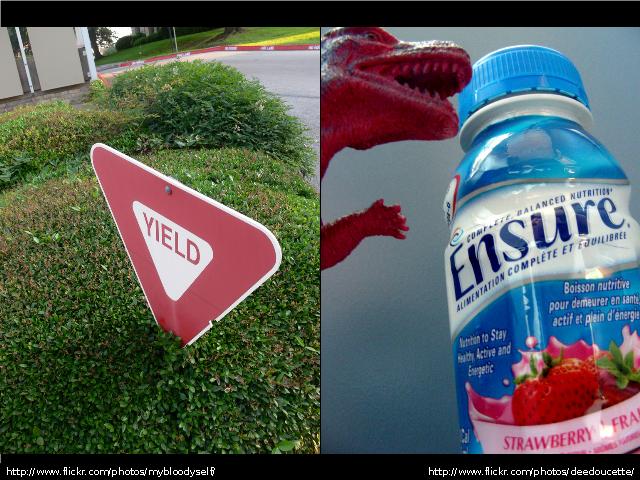 YIELD
COMPLETE, BALANCED NUTRITION*
Ensure
ALIMENTATION COMPLÈTE ET ÉQUILIBRÉE
Boisson nutritive
pour demeurer en santé,
actif et plein d'énergie
Nutrition to Stay
Healthy, Active and
Energetic
STRAWBERRY FRA
http://www.flickr.com/photos/mybloodyself/
http://www.flickr.com/photos/deedoucette/